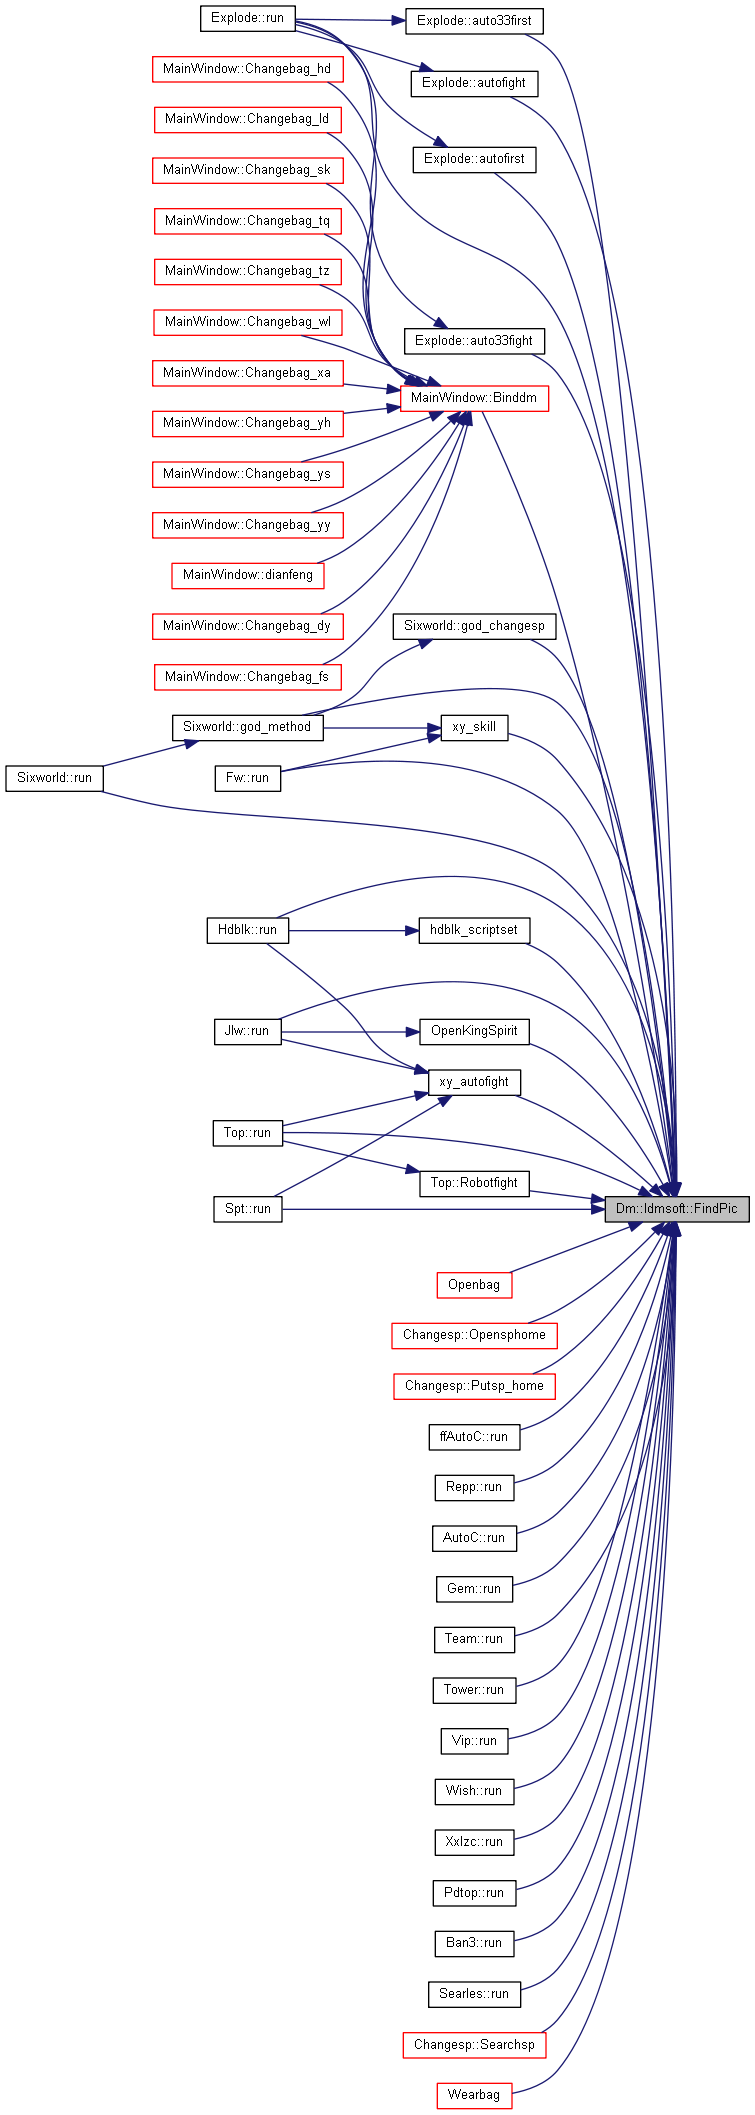 Explode::run
Explode::auto33first
MainWindow::Changebag_hd
Explode::autofight
MainWindow::Changebag_ld
Explode::autofirst
MainWindow::Changebag_sk
MainWindow::Changebag_tq
MainWindow::Changebag_tz
MainWindow::Changebag_wl
Explode::auto33fight
MainWindow::Changebag_xa
MainWindow::Binddm
MainWindow::Changebag_yh
MainWindow::Changebag_ys
MainWindow::Changebag_yy
MainWindow::dianfeng
MainWindow::Changebag_dy
Sixworld::god_changesp
MainWindow::Changebag_fs
Sixworld::god_method
xy_skill
Sixworld::run
Fw::run
Hdblk::run
hdblk_scriptset
Jlw::run
OpenKingSpirit
xy_autofight
Top::run
Top::Robotfight
Spt::run
Dm::Idmsoft::FindPic
Openbag
Changesp::Opensphome
Changesp::Putsp_home
ffAutoC::run
Repp::run
AutoC::run
Gem::run
Team::run
Tower::run
Vip::run
Wish::run
Xxlzc::run
Pdtop::run
Ban3::run
Searles::run
Changesp::Searchsp
Wearbag